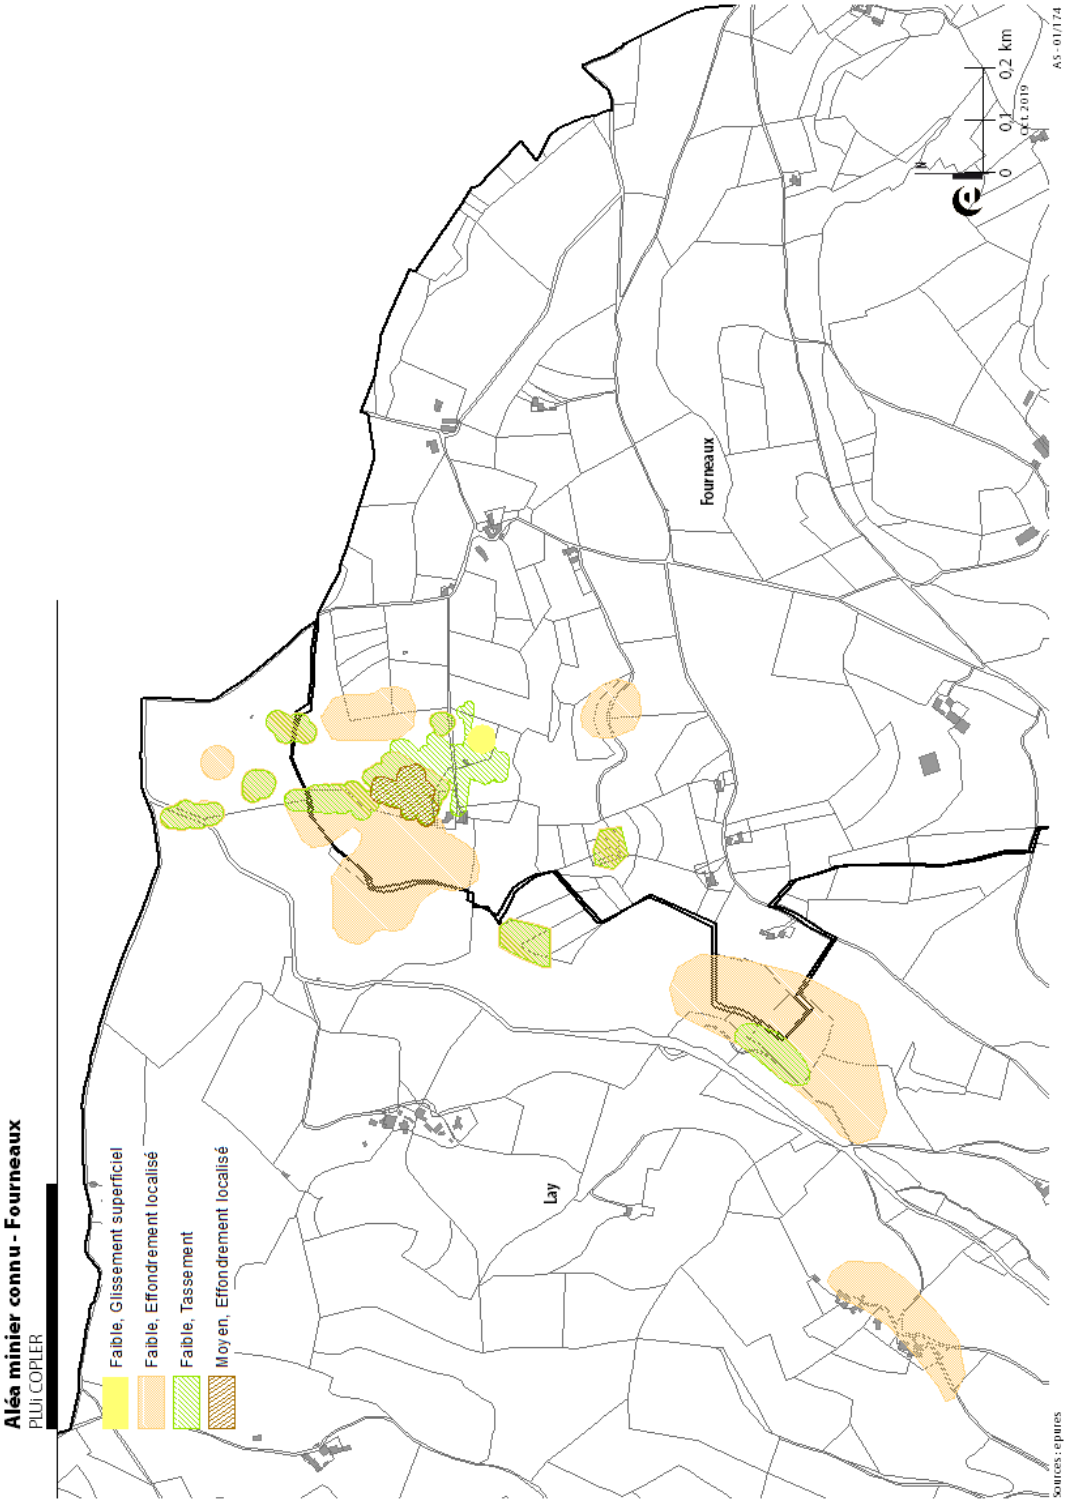 Aléa minier connu - Fourneaux
PLUi COPLER
Faible, Glissement superficiel
Faible, Effondrement localisé
Faible, Tassement
Moyen, Effondrement localisé
Lay
Fourneaux
N
e
0
0,1
0,2 km
Oct. 2019
Sources : epures
AS - 01/174